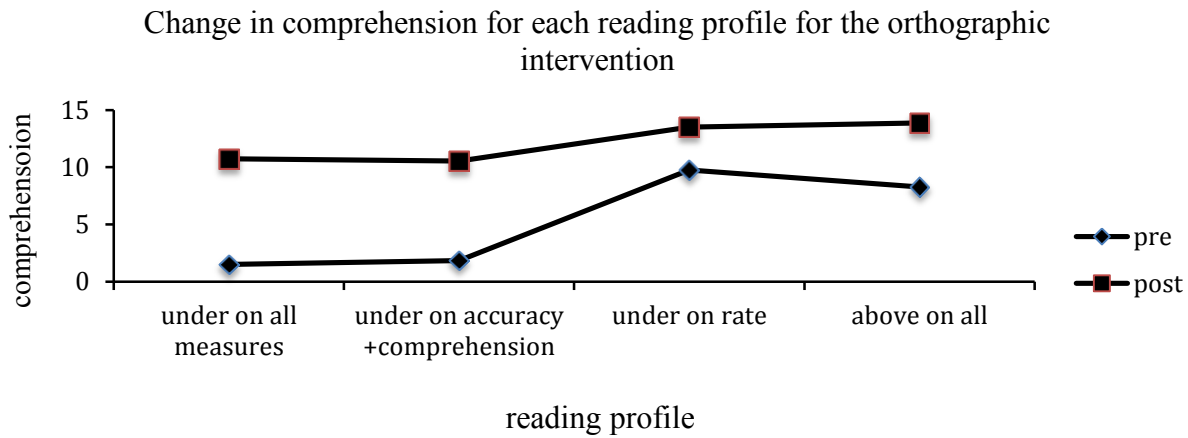 Change in comprehension for each reading profile for the orthographic
intervention
15
10
5
0
comprehensoion
under on all
measures
under on accuracy
+comprehension
under on rate
above on all
reading profile
pre
post